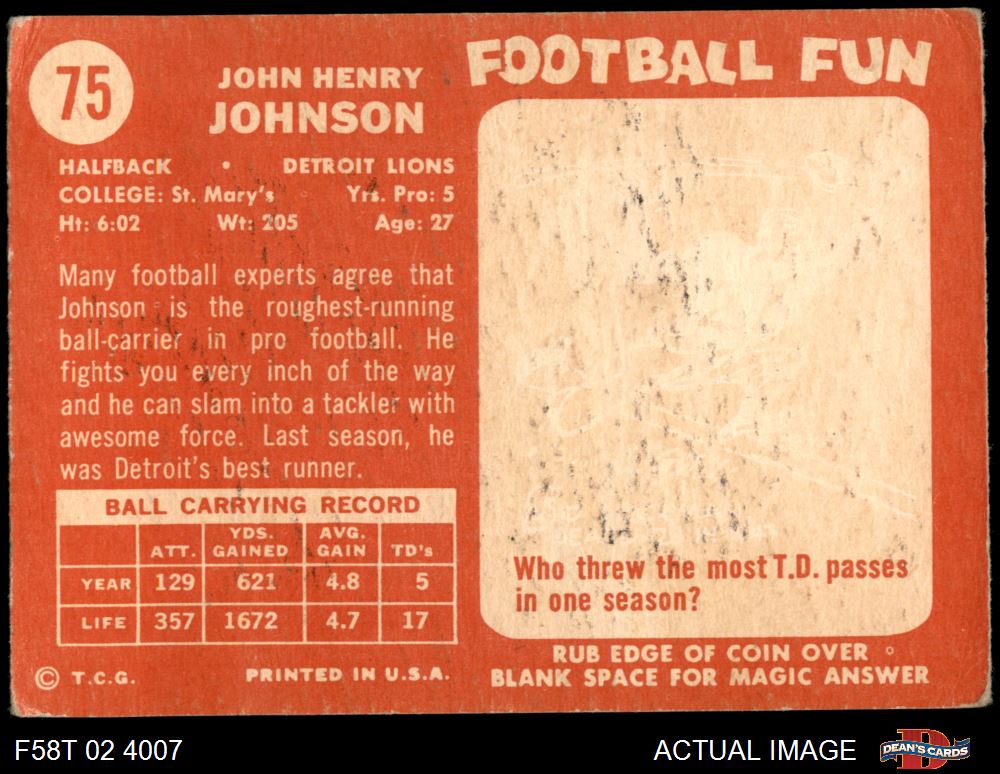 75
JOHN HENRY
JOHNSON
HALFBACK • DETROIT LIONS
COLLEGE: St. Mary's Yrs. Pro: 5
Ht: 6:02 Wt: 205 Age: 27
Many football experts agree that
Johnson is the roughest-running
ball-carrier in pro football. He
fights you every inch of the way
and he can slam into a tackler with
awesome force. Last season, he
was Detroit's best runner.
BALL CARRYING RECORD
ATT. YDS. GAINED AVG. GAIN TD's
YEAR 129 621 4.8 5
LIFE 357 1672 4.7 17
© T.C.G. PRINTED IN U.S.A.
FOOTBALL FUN
Who threw the most T.D. passes
in one season?
RUB EDGE OF COIN OVER
BLANK SPACE FOR MAGIC ANSWER
F58T 02 4007 ACTUAL IMAGE DEAN'S CARDS